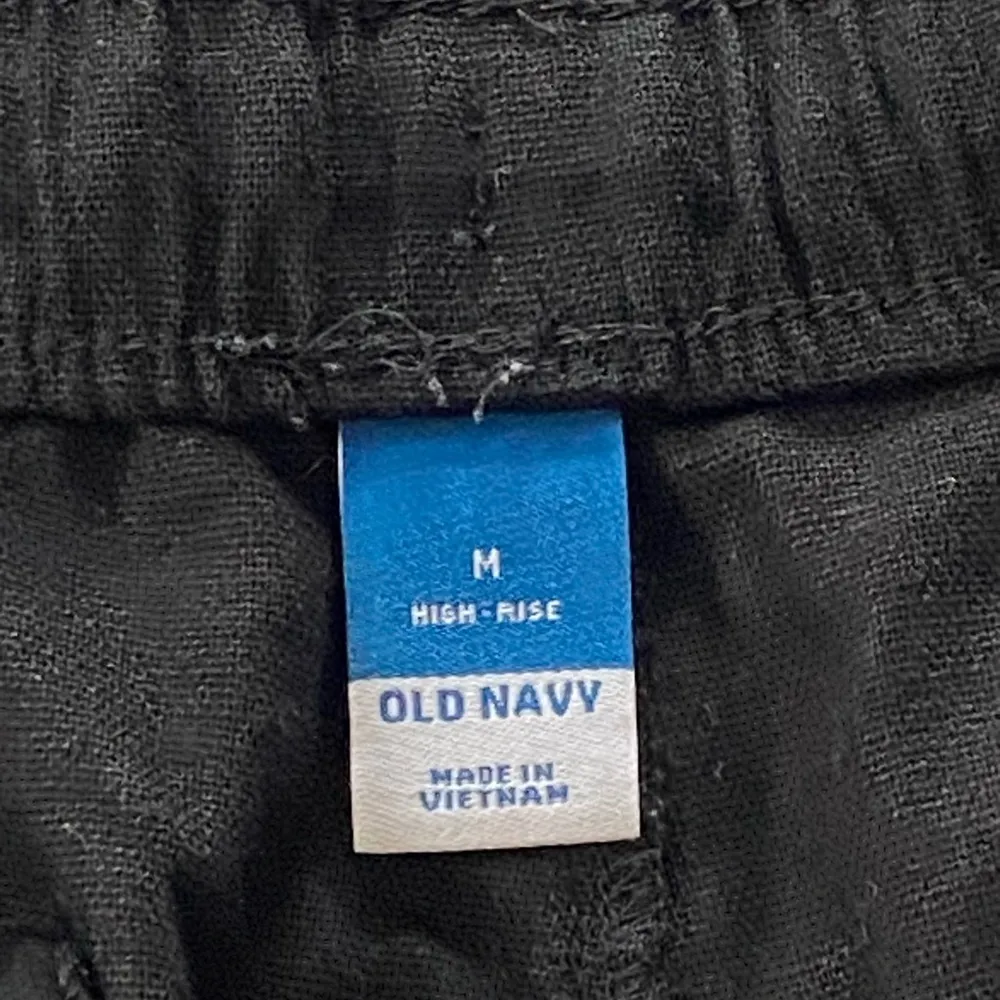 M
HIGH-RISE
OLD NAVY
MADE IN
VIETNAM